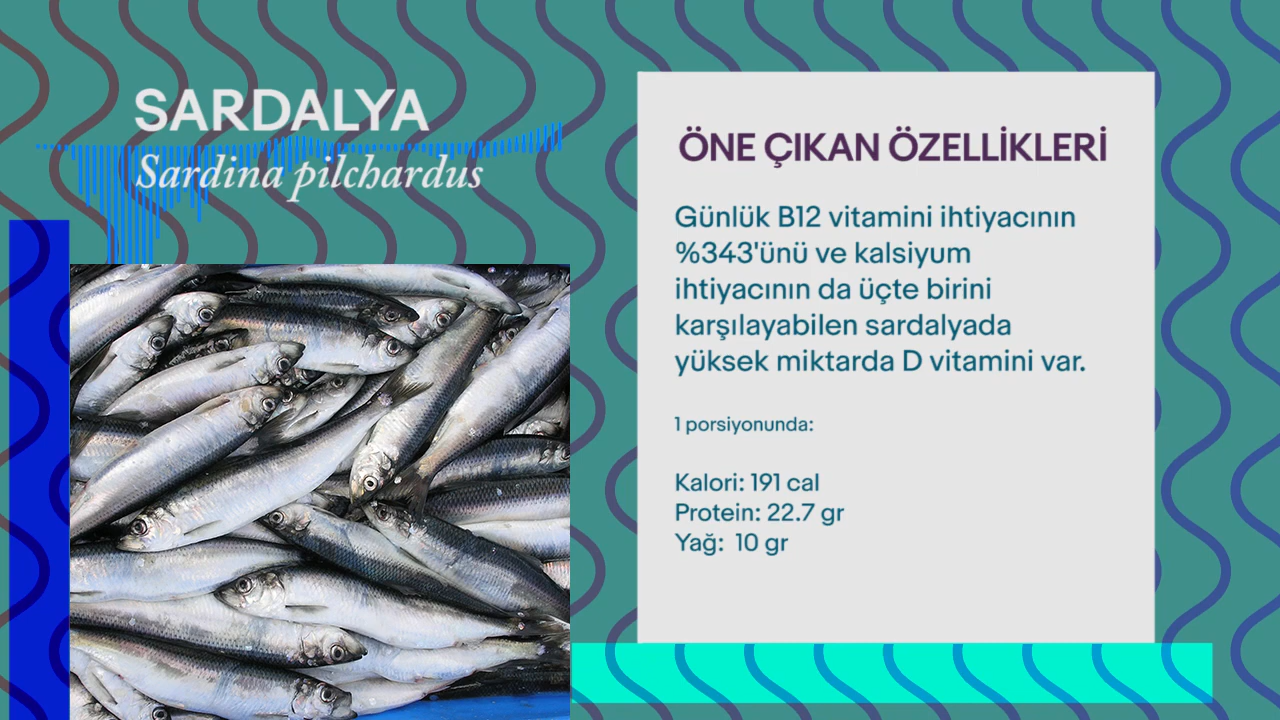 SARDALYA
Sardina pilchardus
ÖNE ÇIKAN ÖZELLİKLERİ
Günlük B12 vitamini ihtiyacının
%343'ünü ve kalsiyum
ihtiyacının da üçte birini
karşılayabilen sardalyada
yüksek miktarda D vitamini var.
1 porsiyonunda:
Kalori: 191 cal
Protein: 22.7 gr
Yağ: 10 gr